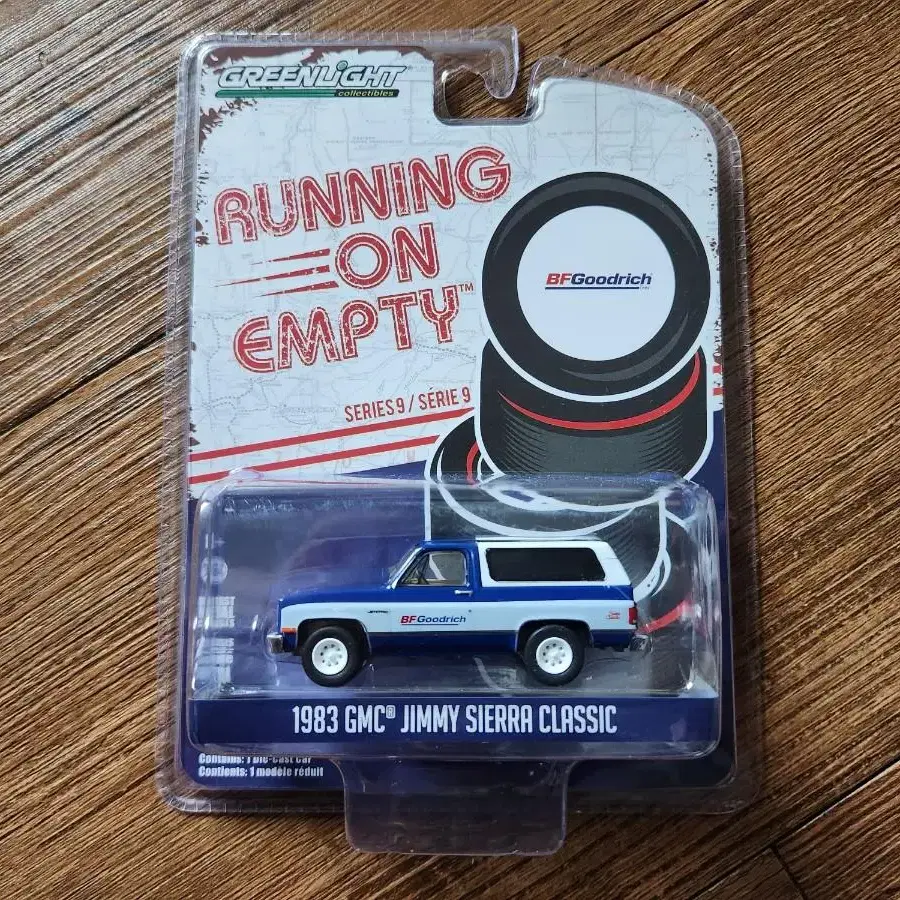 GREENLIGHT®
collectibles
RUNNING
ON
EMPTY™
BFGoodrich
SERIES 9 / SÉRIE 9
BFGoodrich
1983 GMC® JIMMY SIERRA CLASSIC
Contains: 1 Die-Cast Car
Contients: 1 modèle réduit